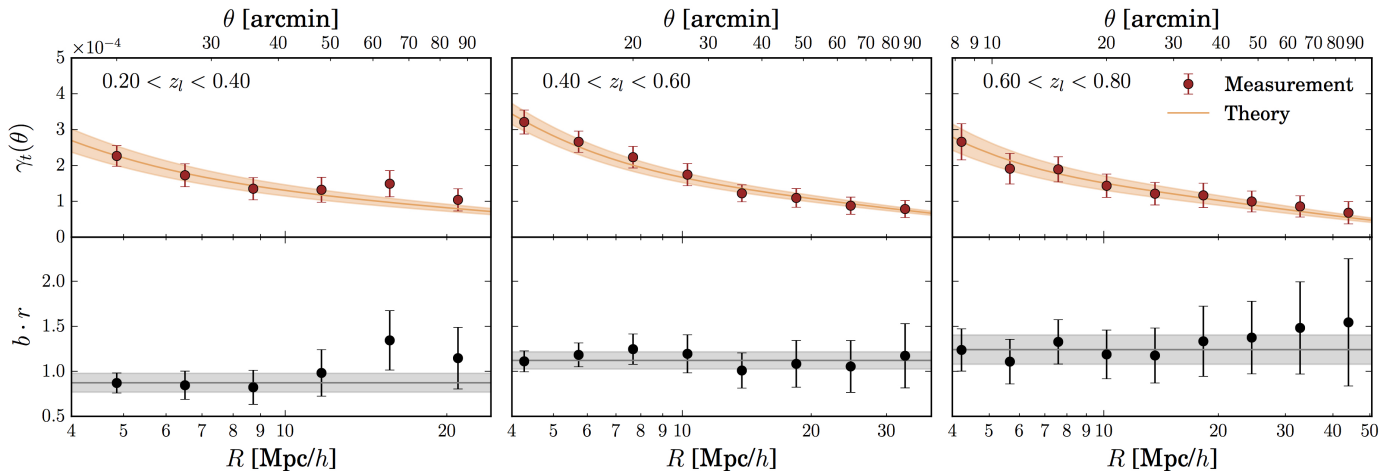 θ [arcmin] θ [arcmin] θ [arcmin]
×10⁻⁴ 30 40 50 60 70 90 20 30 40 50 60 70 80 90 8 9 10 20 30 40 50 60 70 80 90
5
0.20 < z_l < 0.40 0.40 < z_l < 0.60 0.60 < z_l < 0.80 Measurement
4
Theory
3
γ_t(θ)
2
1
0
2.0
1.5
b · r
1.0
0.5
4 5 6 7 8 9 10 20 4 5 6 7 8 9 10 20 30 4 5 6 7 8 9 10 20 30 40 50
R [Mpc/h] R [Mpc/h] R [Mpc/h]